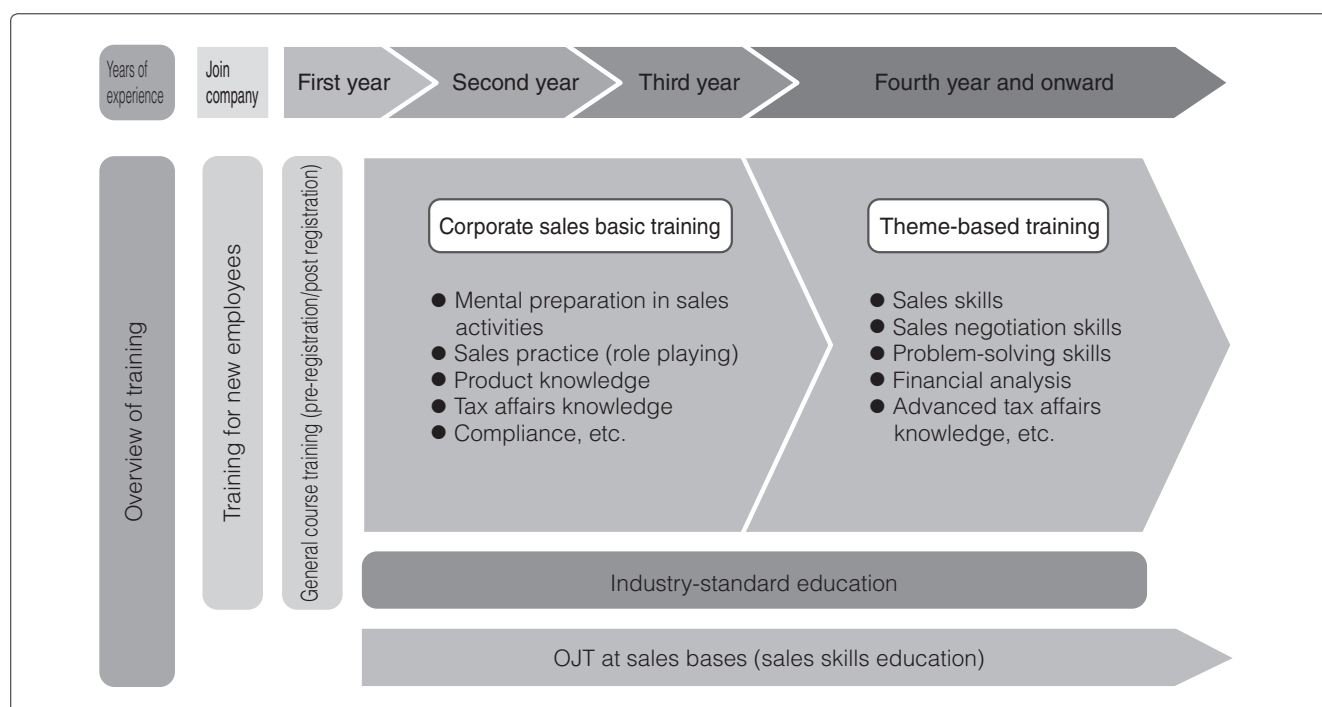 Years of
experience
Join
company
First year
Second year
Third year
Fourth year and onward
Overview of training
Training for new employees
General course training (pre-registration/post registration)
Corporate sales basic training
● Mental preparation in sales
activities
● Sales practice (role playing)
● Product knowledge
● Tax affairs knowledge
● Compliance, etc.
Theme-based training
● Sales skills
● Sales negotiation skills
● Problem-solving skills
● Financial analysis
● Advanced tax affairs
knowledge, etc.
Industry-standard education
OJT at sales bases (sales skills education)